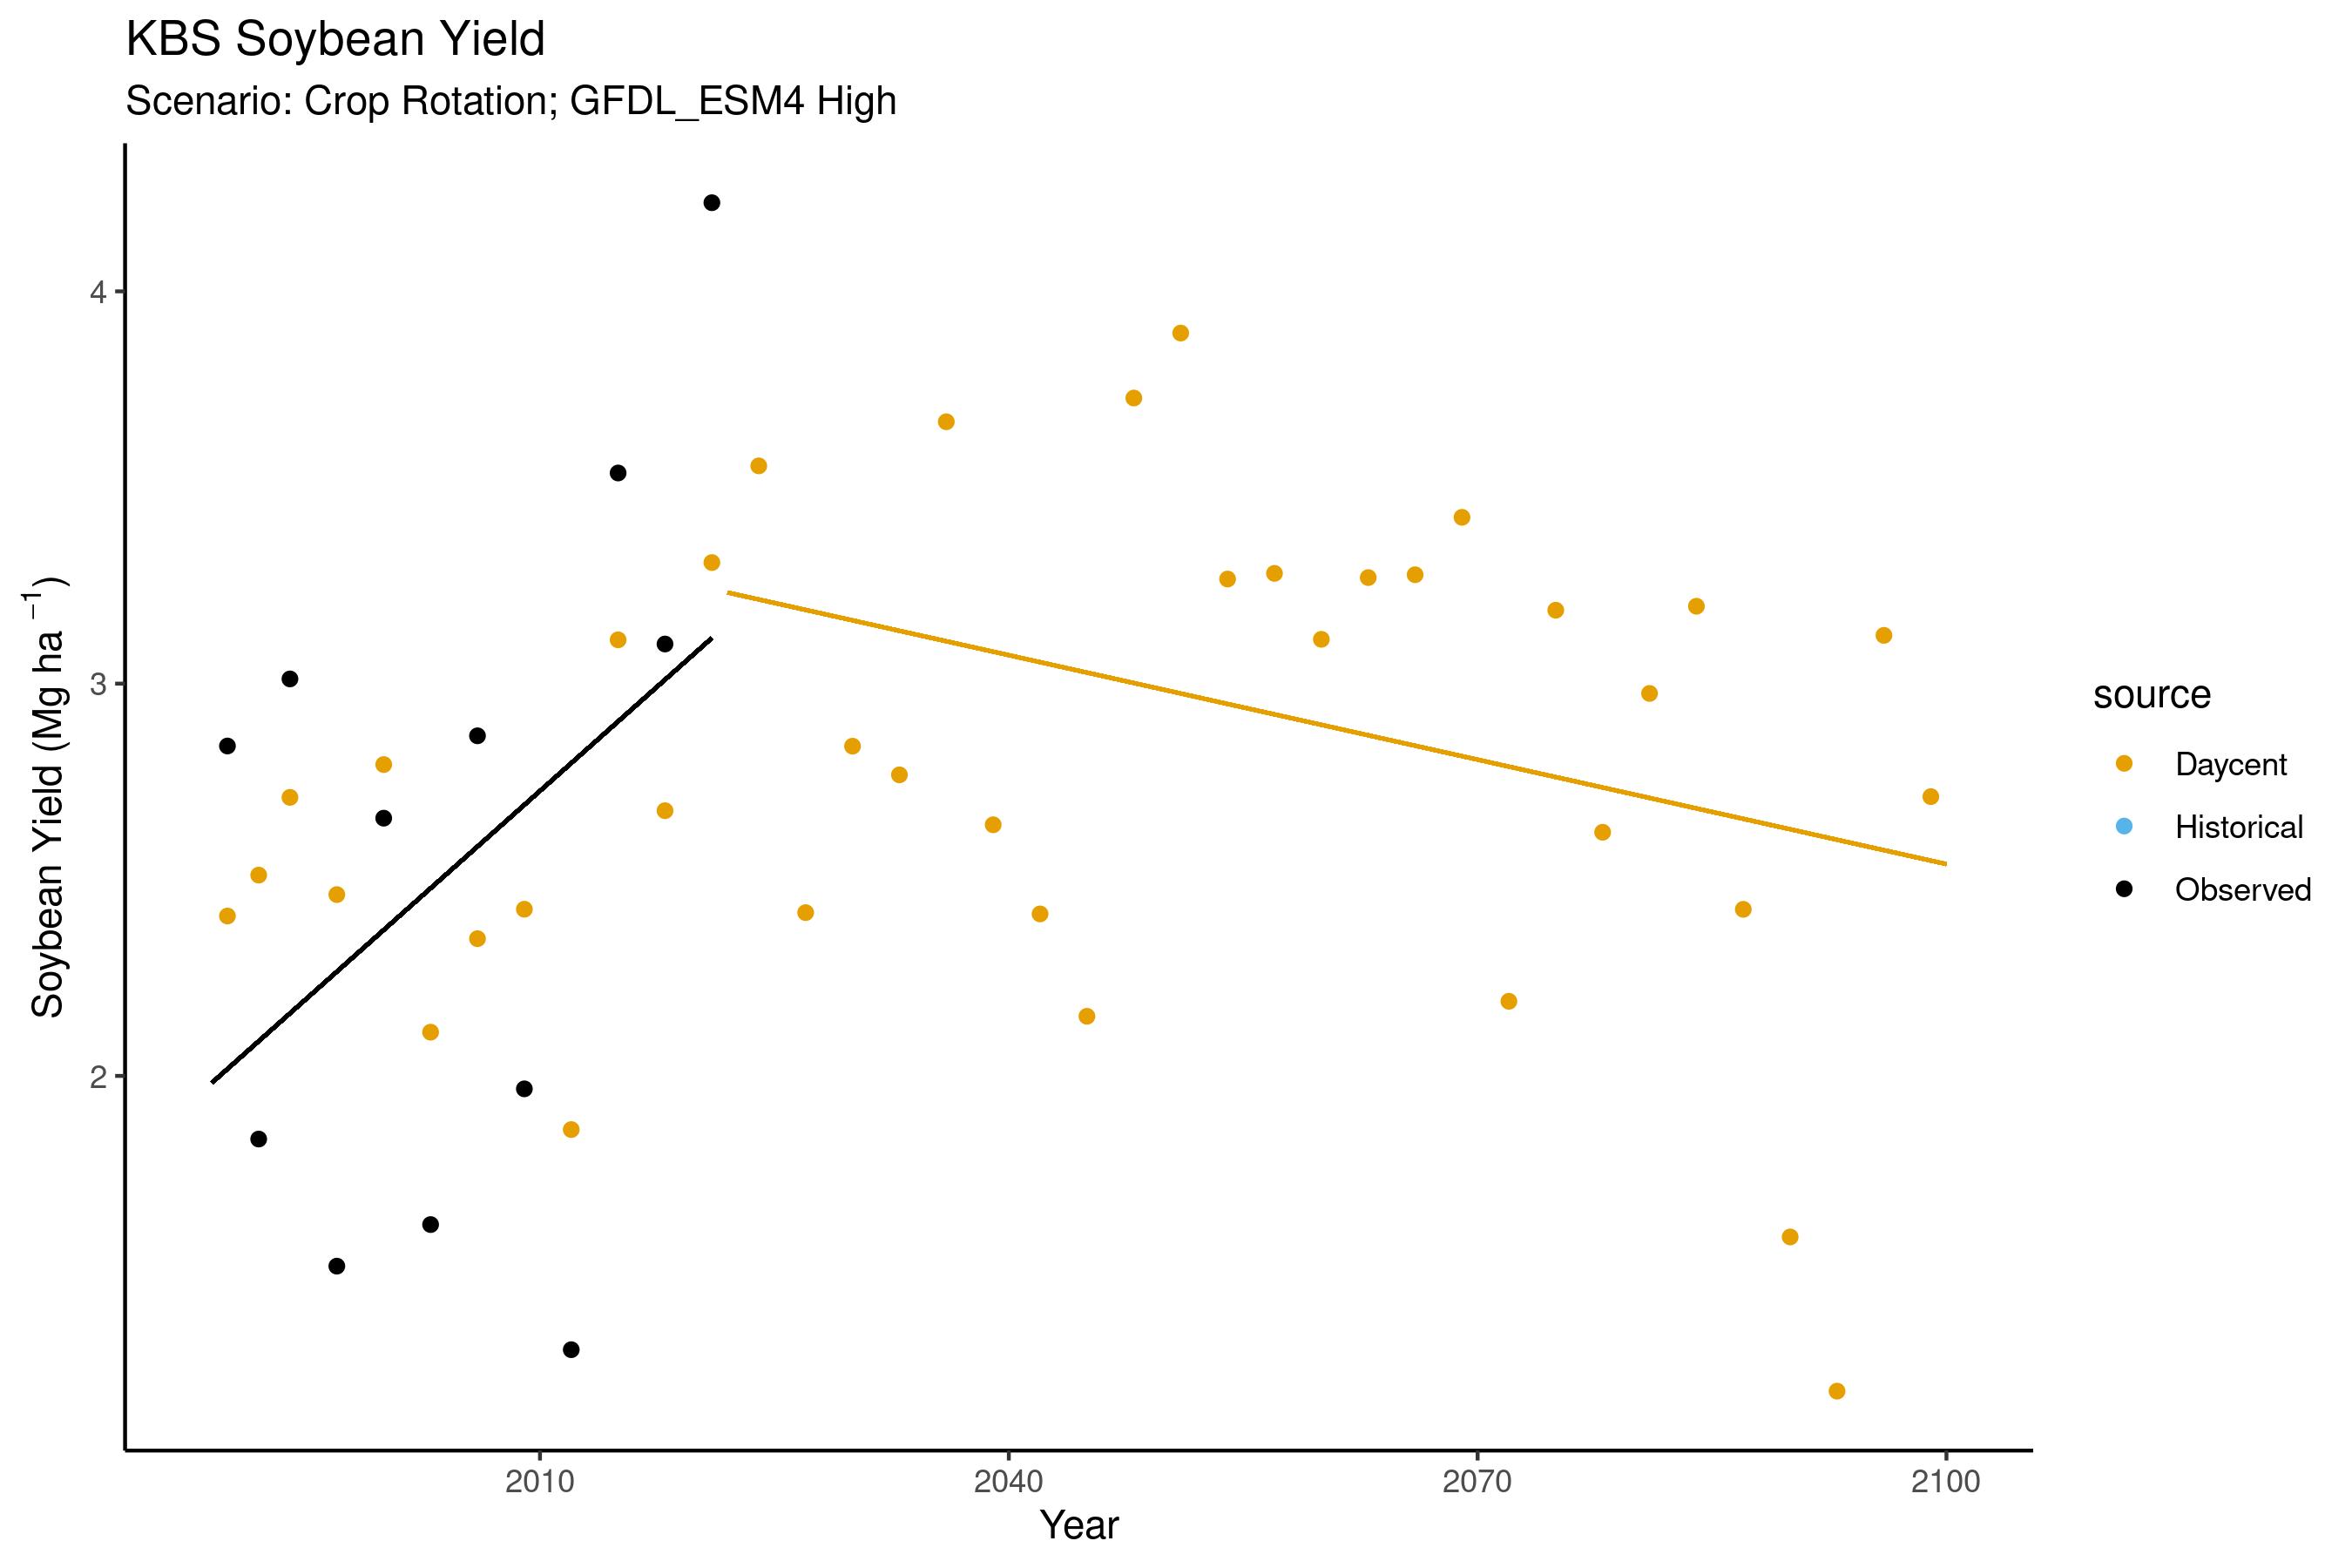 KBS Soybean Yield
Scenario: Crop Rotation; GFDL_ESM4 High
Soybean Yield (Mg ha⁻¹)
4
3
2
2010
2040
2070
2100
Year
source
Daycent
Historical
Observed